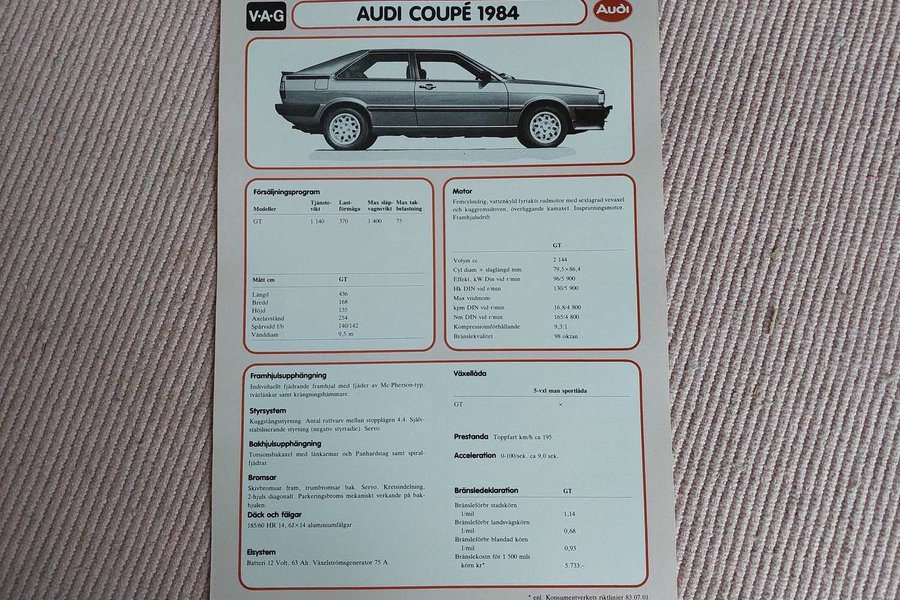 V·A·G
AUDI COUPÉ 1984
Audi
Försäljningsprogram
Modeller
Tjänste-
vikt
Last-
förmåga
Max släp-
vagnsvikt
Max tak-
belastning
GT 1 140 370 1 400 75
Mått cm GT
Längd 436
Bredd 168
Höjd 135
Axelavstånd 254
Spårvidd f/b 140/142
Vänddiam 9,5 m
Motor
Femcylindrig, vattenkyld fyrtakts radmotor med sexlagrad vevaxel
och kuggremsdriven, överliggande kamaxel. Insprutningsmotor.
Framhjulsdrift.
GT
Volym cc 2 144
Cyl diam × slaglängd mm 79,5×86,4
Effekt, kW Din vid r/min 96/5 900
Hk DIN vid r/min 130/5 900
Max vridmom
kpm DIN vid r/min 16,8/4 800
Nm DIN vid r/min 165/4 800
Kompressionsförhållande 9,3:1
Bränslekvalitet 98 oktan
Framhjulsupphängning
Individuellt fjädrande framhjul med fjäder av Mc-Pherson-typ,
tvärlänkar samt krängningshämmare.
Styrsystem
Kuggstångsstyrning. Antal rattvarv mellan stopplägen 4,4. Själv-
stabiliserande styrning (negativ styrradie). Servo.
Bakhjulsupphängning
Torsionsbakaxel med länkarmar och Panhardstag samt spiral-
fjädrar.
Bromsar
Skivbromsar fram, trumbromsar bak. Servo. Kretsindelning,
2-hjuls diagonalt. Parkeringsbroms mekaniskt verkande på bak-
hjulen.
Däck och fälgar
185/60 HR 14, 6J×14 aluminiumfälgar.
Elsystem
Batteri 12 Volt, 63 Ah. Växelströmsgenerator 75 A.
Växellåda
5-vxl man sportlåda
GT ×
Prestanda Toppfart km/h ca 195
Acceleration 0-100/sek. ca 9,0 sek.
Bränsledeklaration GT
Bränsleförbr stadskörn
1/mil 1,14
Bränsleförbr landsvägskörn
1/mil 0,68
Bränsleförbr blandad körn
1/mil 0,93
Bränslekostn för 1 500 mils
körn kr* 5.733:–
* enl. Konsumentverkets riktlinjer 83 07 01